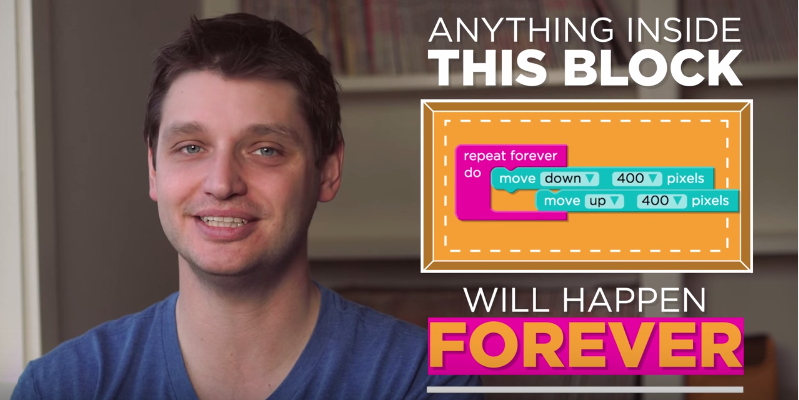 ANYTHING INSIDE
THIS BLOCK
repeat forever
do
move down ▼ 400 ▼ pixels
move up ▼ 400 ▼ pixels
WILL HAPPEN
FOREVER